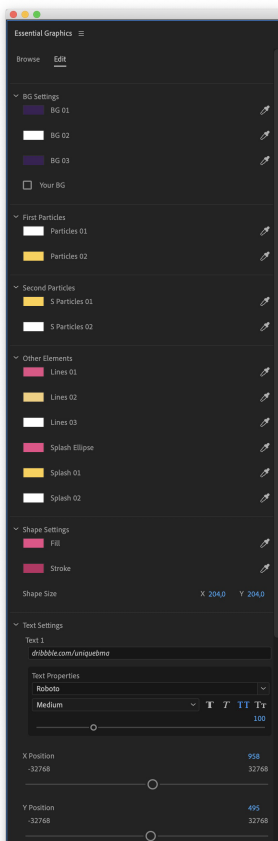 Essential Graphics
Browse Edit
BG Settings
BG 01
BG 02
BG 03
Your BG
First Particles
Particles 01
Particles 02
Second Particles
S Particles 01
S Particles 02
Other Elements
Lines 01
Lines 02
Lines 03
Splash Ellipse
Splash 01
Splash 02
Shape Settings
Fill
Stroke
Shape Size X 204,0 Y 204,0
Text Settings
Text 1
dribbble.com/uniquebma
Text Properties
Roboto
Medium T T TT Tt
100
X Position 958
-32768 32768
Y Position 495
-32768 32768